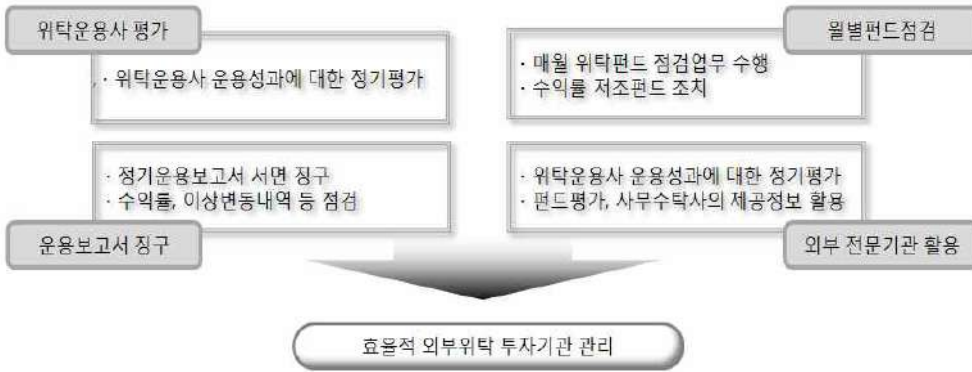 위탁운용사 평가
· 위탁운용사 운용성과에 대한 정기평가
월별펀드점검
· 매월 위탁펀드 점검업무 수행
· 수익률 저조펀드 조치
· 정기운용보고서 서면 징구
· 수익률, 이상변동내역 등 점검
운용보고서 징구
· 위탁운용사 운용성과에 대한 정기평가
· 펀드평가, 사무수탁사의 제공정보 활용
외부 전문기관 활용
효율적 외부위탁 투자기관 관리